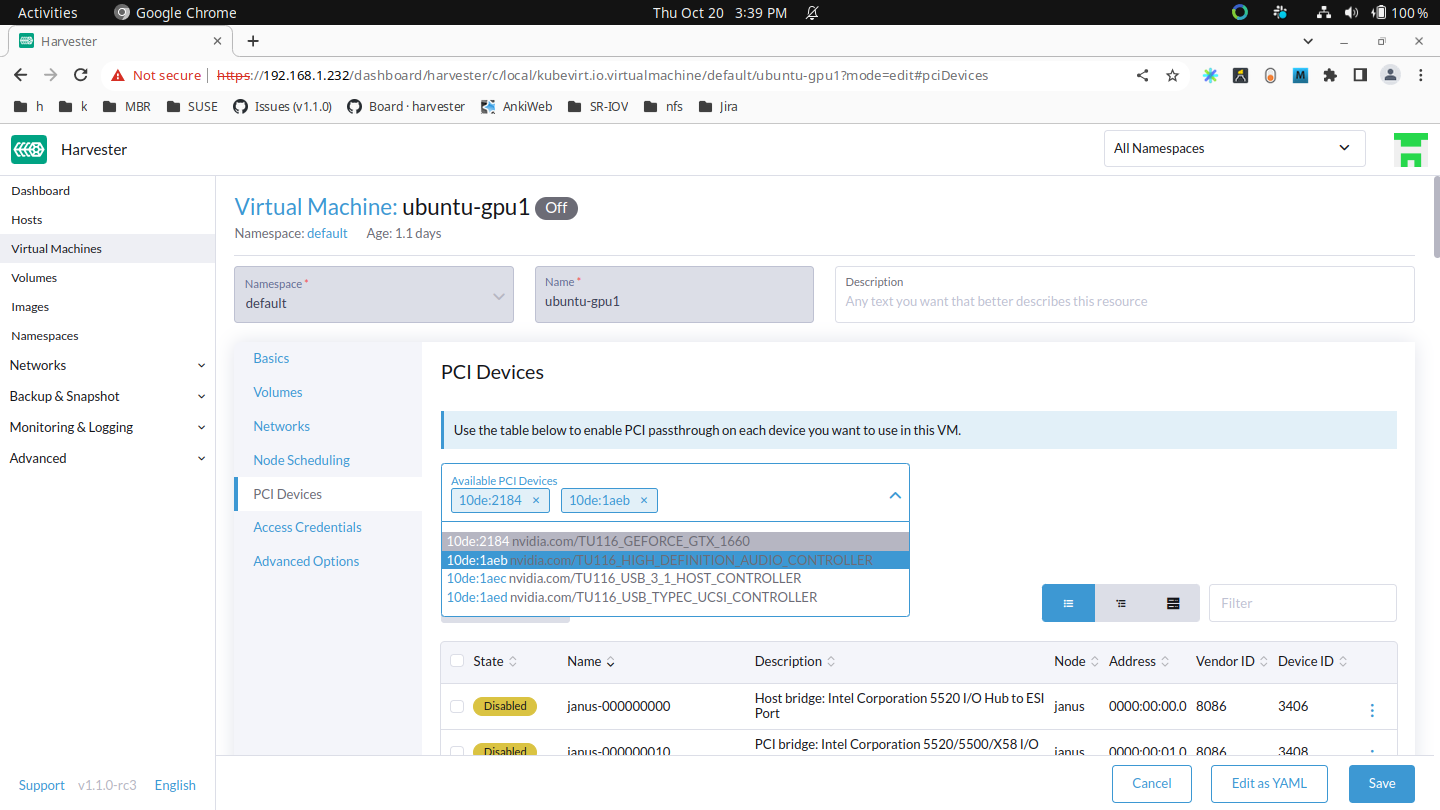 Activities Google Chrome Thu Oct 20 3:39 PM 100 %
Harvester
Not secure https://192.168.1.232/dashboard/harvester/c/local/kubevirt.io.virtualmachine/default/ubuntu-gpu1?mode=edit#pciDevices
h k MBR SUSE Issues (v1.1.0) Board · harvester AnkiWeb SR-IOV nfs Jira
Harvester All Namespaces
Dashboard
Hosts
Virtual Machines
Volumes
Images
Namespaces
Networks
Backup & Snapshot
Monitoring & Logging
Advanced
Support v1.1.0-rc3 English
Virtual Machine: ubuntu-gpu1 Off
Namespace: default Age: 1.1 days
Namespace *
default
Name *
ubuntu-gpu1
Description
Any text you want that better describes this resource
Basics
Volumes
Networks
Node Scheduling
PCI Devices
Access Credentials
Advanced Options
PCI Devices
Use the table below to enable PCI passthrough on each device you want to use in this VM.
Available PCI Devices
10de:2184 × 10de:1aeb ×
10de:2184 nvidia.com/TU116_GEFORCE_GTX_1660
10de:1aeb nvidia.com/TU116_HIGH_DEFINITION_AUDIO_CONTROLLER
10de:1aec nvidia.com/TU116_USB_3_1_HOST_CONTROLLER
10de:1aed nvidia.com/TU116_USB_TYPEC_UCSI_CONTROLLER
Filter
State Name Description Node Address Vendor ID Device ID
Disabled janus-000000000 Host bridge: Intel Corporation 5520 I/O Hub to ESI Port janus 0000:00:00.0 8086 3406
Disabled janus-000000010 PCI bridge: Intel Corporation 5520/5500/X58 I/O janus 0000:00:01.0 8086 3408
Cancel Edit as YAML Save
M